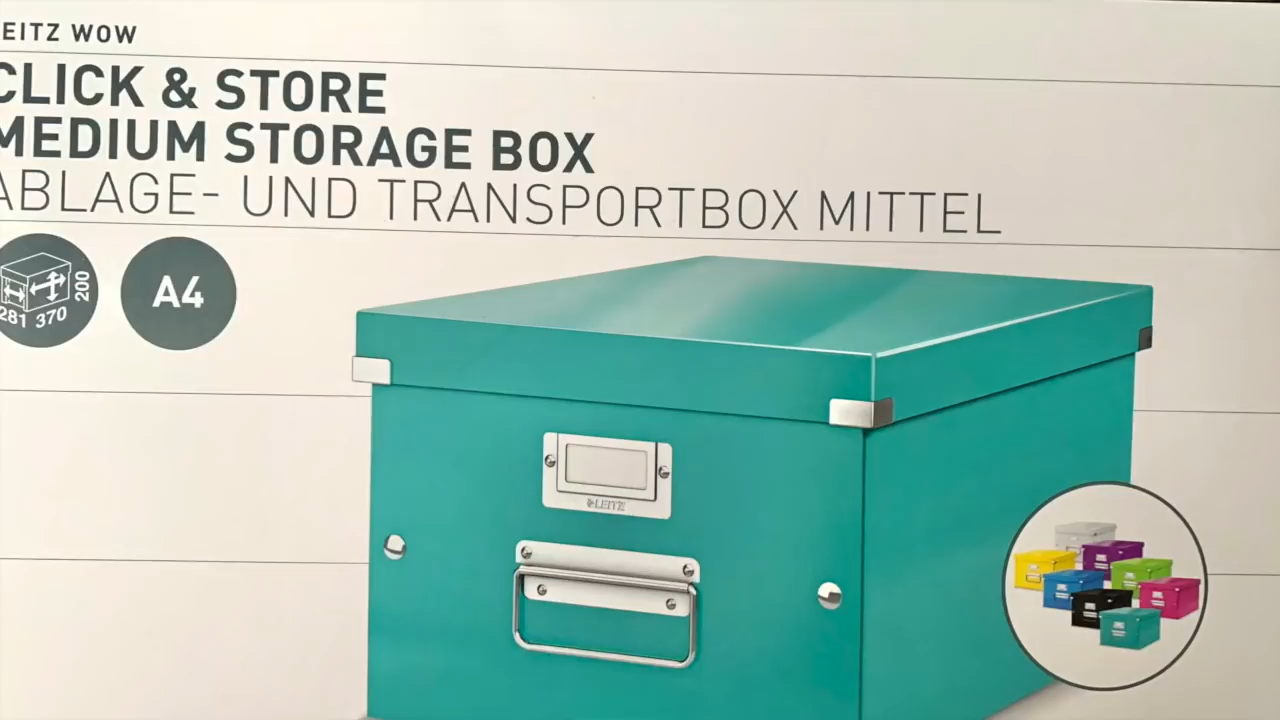 EITZ WOW
CLICK & STORE
MEDIUM STORAGE BOX
ABLAGE- UND TRANSPORTBOX MITTEL
200
281 370
A4
LEITZ